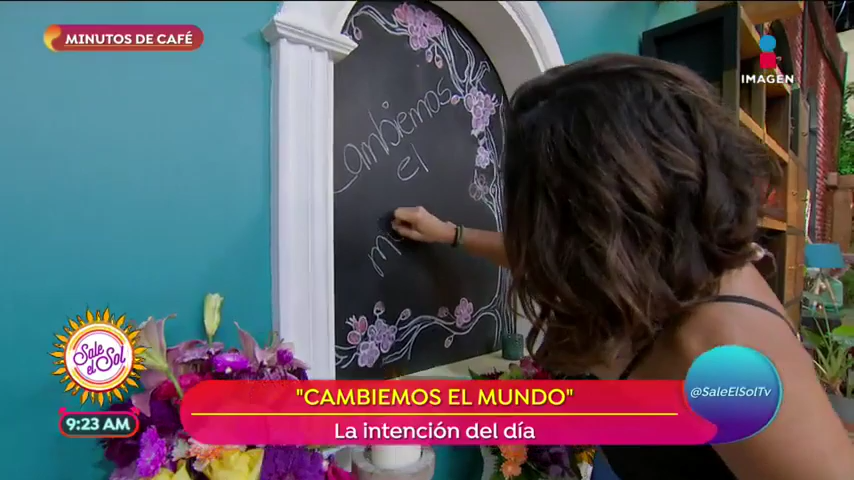 MINUTOS DE CAFÉ
IMAGEN
Cambiemos
el
m
Sale
el
Sol
9:23 AM
"CAMBIEMOS EL MUNDO"
La intención del día
@SaleElSolTv